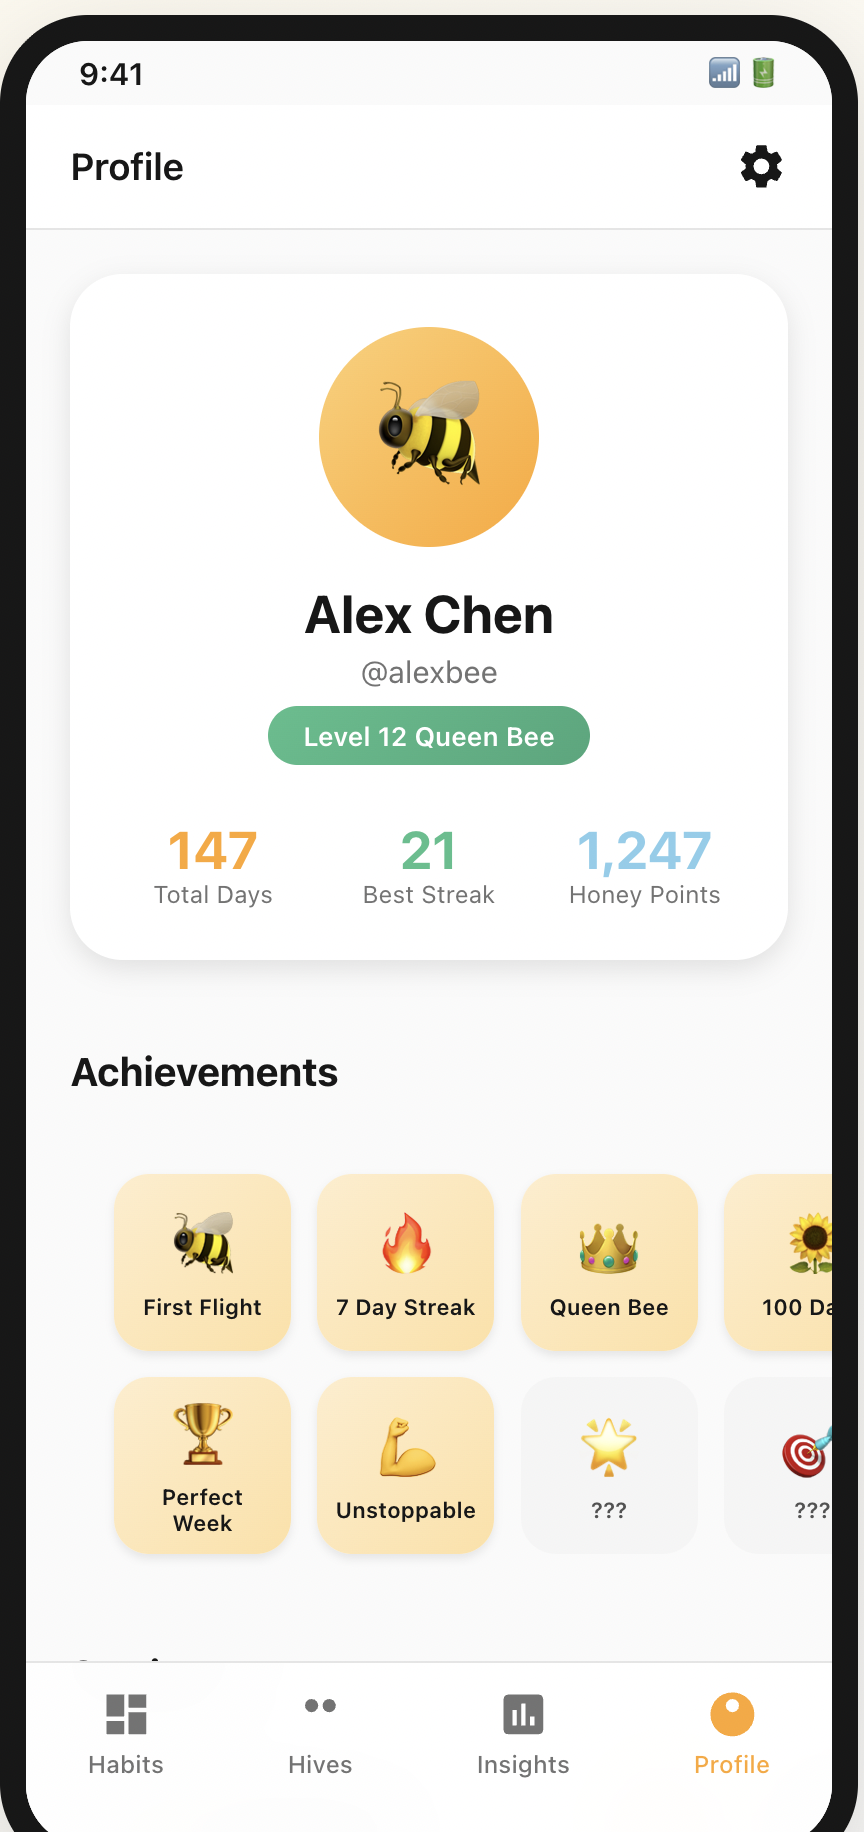 9:41
Profile
Alex Chen
@alexbee
Level 12 Queen Bee
147
Total Days
21
Best Streak
1,247
Honey Points
Achievements
First Flight
7 Day Streak
Queen Bee
100 Da
Perfect
Week
Unstoppable
???
???
Habits
Hives
Insights
Profile